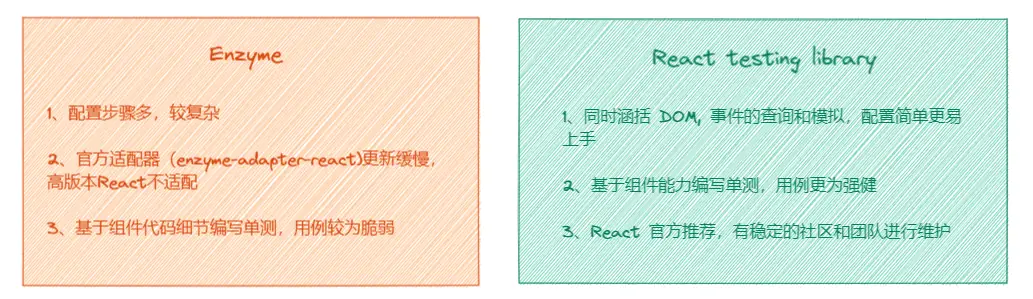 Enzyme
1、配置步骤多，较复杂
2、官方适配器（enzyme-adapter-react)更新缓慢，
高版本React不适配
3、基于组件代码细节编写单测，用例较为脆弱
React testing library
1、同时涵括 DOM, 事件的查询和模拟，配置简单更易
上手
2、基于组件能力编写单测，用例更为强健
3、React 官方推荐，有稳定的社区和团队进行维护